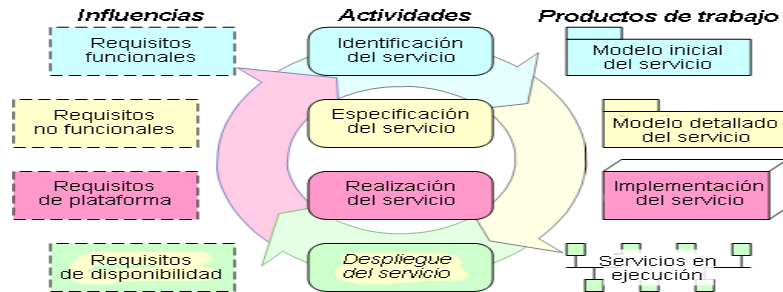 Influencias Actividades Productos de trabajo
Requisitos
funcionales
Identificación
del servicio
Modelo inicial
del servicio
Requisitos
no funcionales
Especificación
del servicio
Modelo detallado
del servicio
Requisitos
de plataforma
Realización
del servicio
Implementación
del servicio
Requisitos
de disponibilidad
Despliegue
del servicio
Servicios en
ejecución